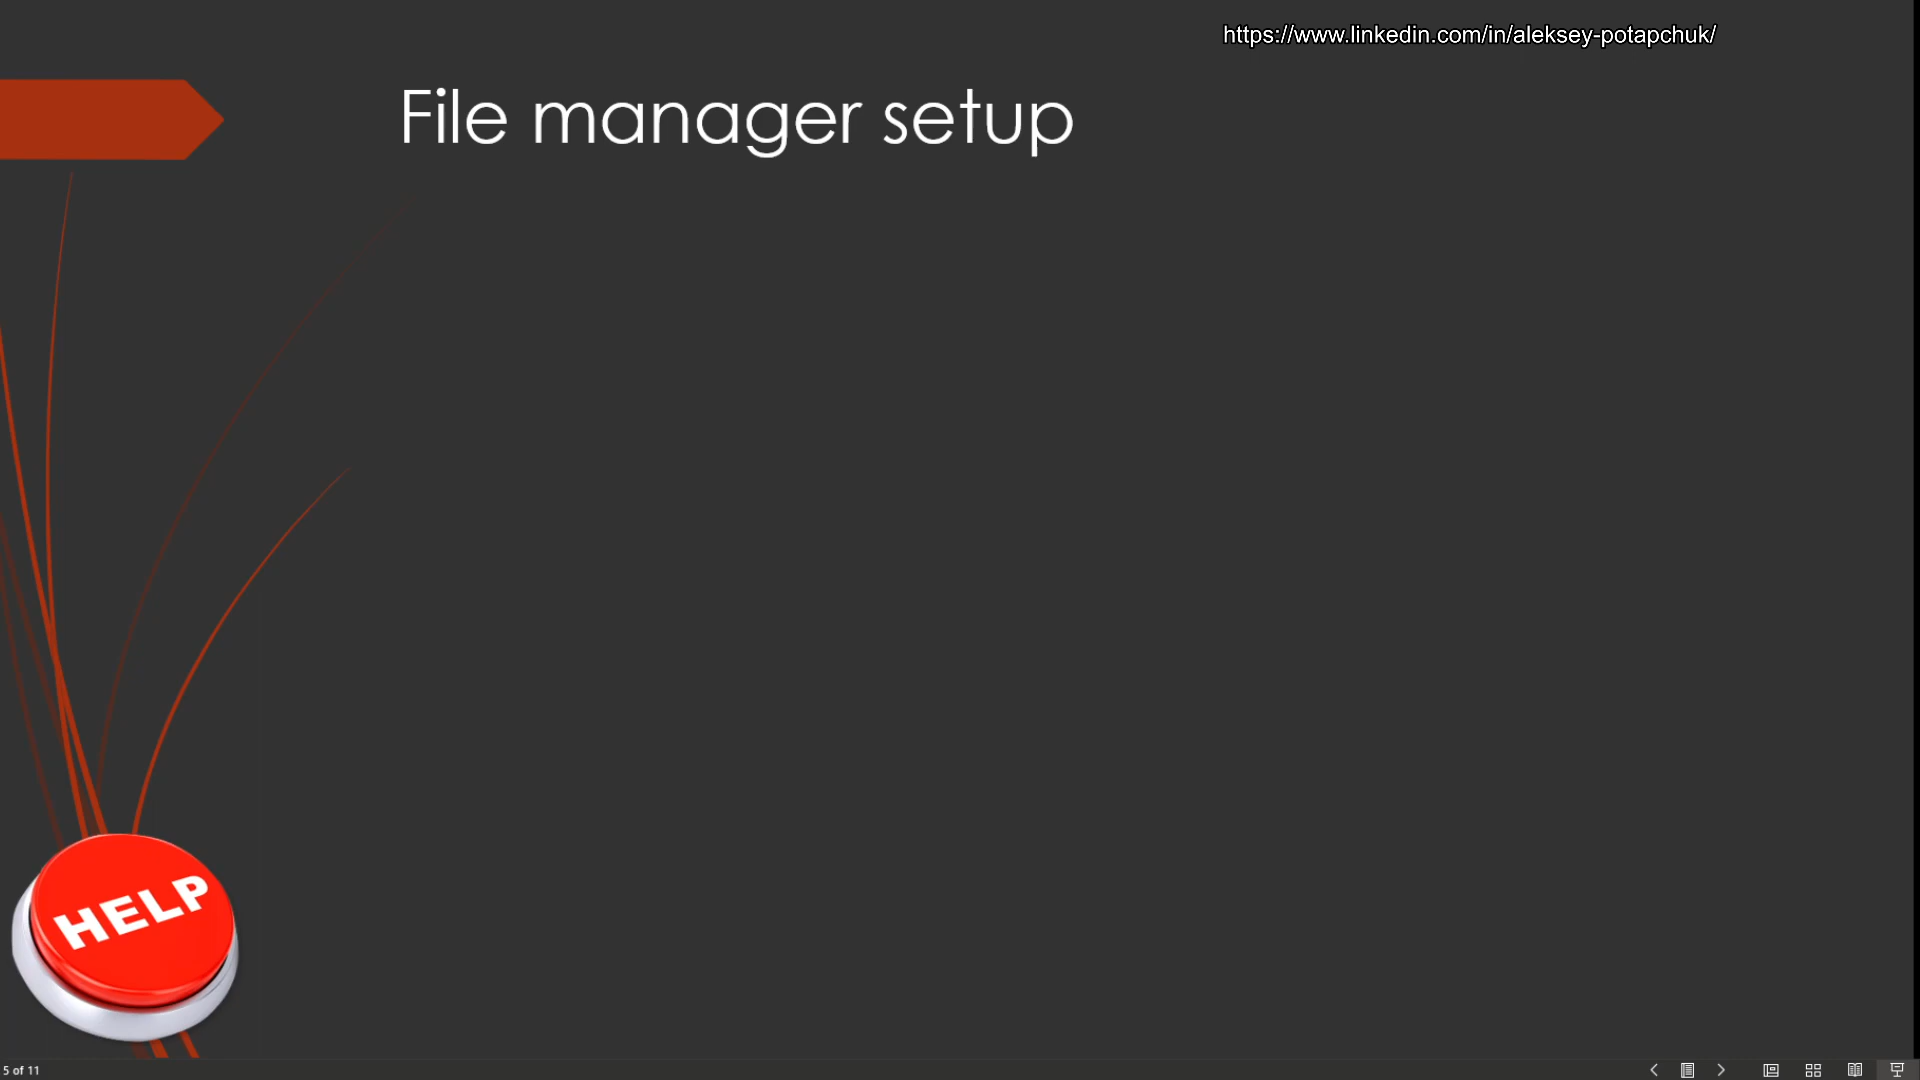 https://www.linkedin.com/in/aleksey-potapchuk/
File manager setup
HELP
5 of 11